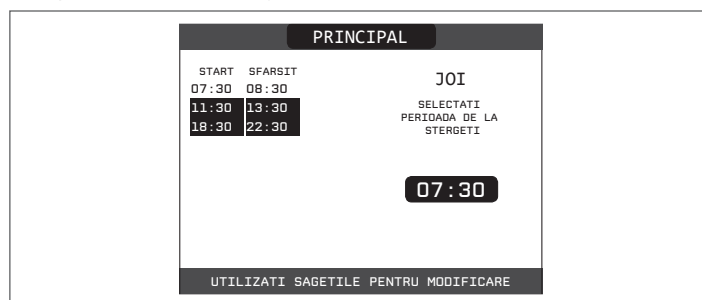 PRINCIPAL
START SFARSIT
07:30 08:30
11:30 13:30
18:30 22:30
JOI
SELECTATI
PERIOADA DE LA
STERGETI
07:30
UTILIZATI SAGETILE PENTRU MODIFICARE